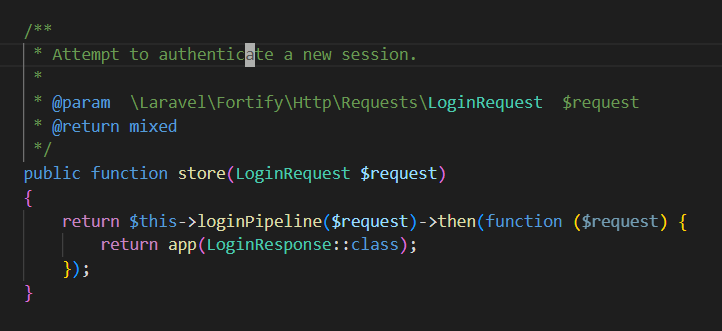 /**
 * Attempt to authenticate a new session.
 *
 * @param  \Laravel\Fortify\Http\Requests\LoginRequest  $request
 * @return mixed
 */
public function store(LoginRequest $request)
{
    return $this->loginPipeline($request)->then(function ($request) {
        return app(LoginResponse::class);
    });
}